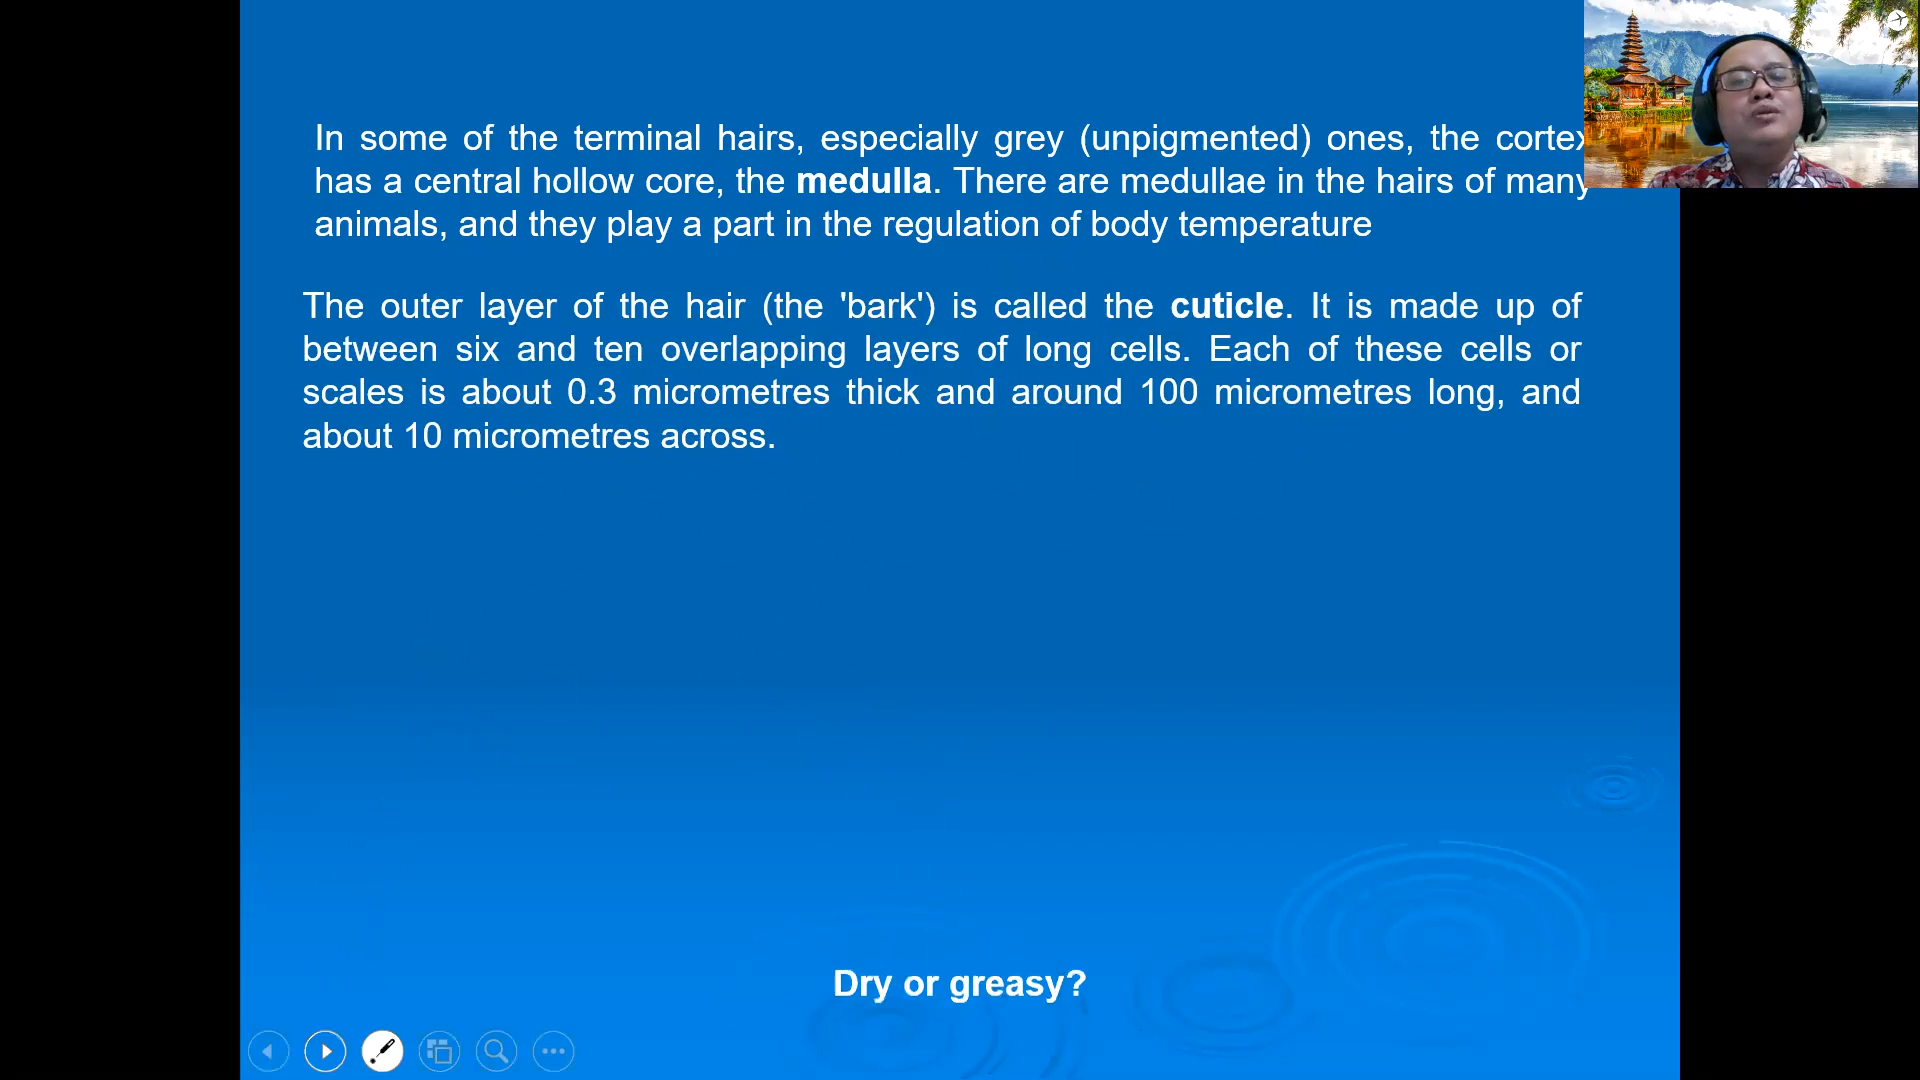 In some of the terminal hairs, especially grey (unpigmented) ones, the cortex
has a central hollow core, the medulla. There are medullae in the hairs of many
animals, and they play a part in the regulation of body temperature
The outer layer of the hair (the 'bark') is called the cuticle. It is made up of
between six and ten overlapping layers of long cells. Each of these cells or
scales is about 0.3 micrometres thick and around 100 micrometres long, and
about 10 micrometres across.
Dry or greasy?